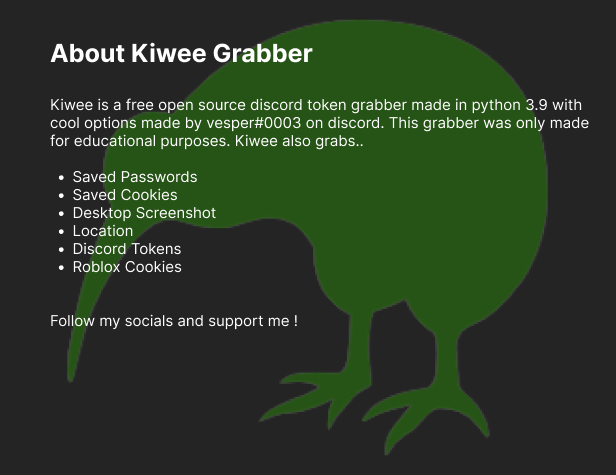 About Kiwee Grabber
Kiwee is a free open source discord token grabber made in python 3.9 with
cool options made by vesper#0003 on discord. This grabber was only made
for educational purposes. Kiwee also grabs..
• Saved Passwords
• Saved Cookies
• Desktop Screenshot
• Location
• Discord Tokens
• Roblox Cookies
Follow my socials and support me !